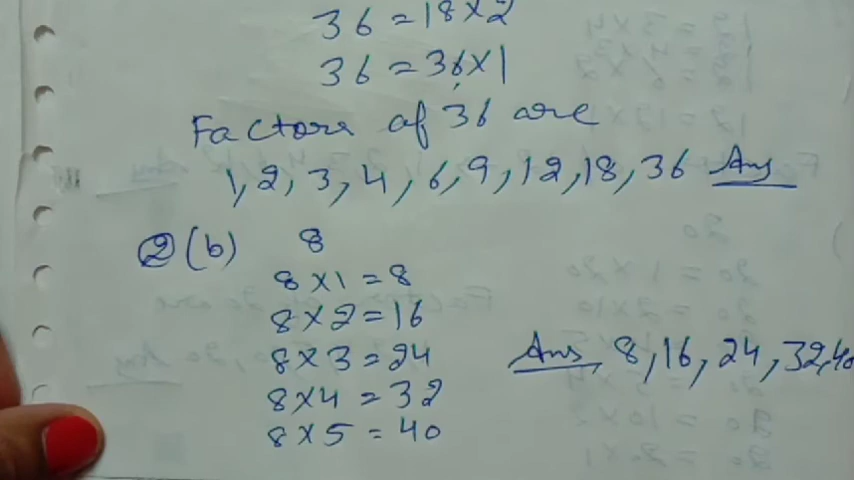 36 = 18×2
36 = 36×1
Factors of 36 are
1, 2, 3, 4, 6, 9, 12, 18, 36 Ans
② (b) 8
8×1 = 8
8×2 = 16
8×3 = 24
8×4 = 32
8×5 = 40
Ans, 8, 16, 24, 32, 40